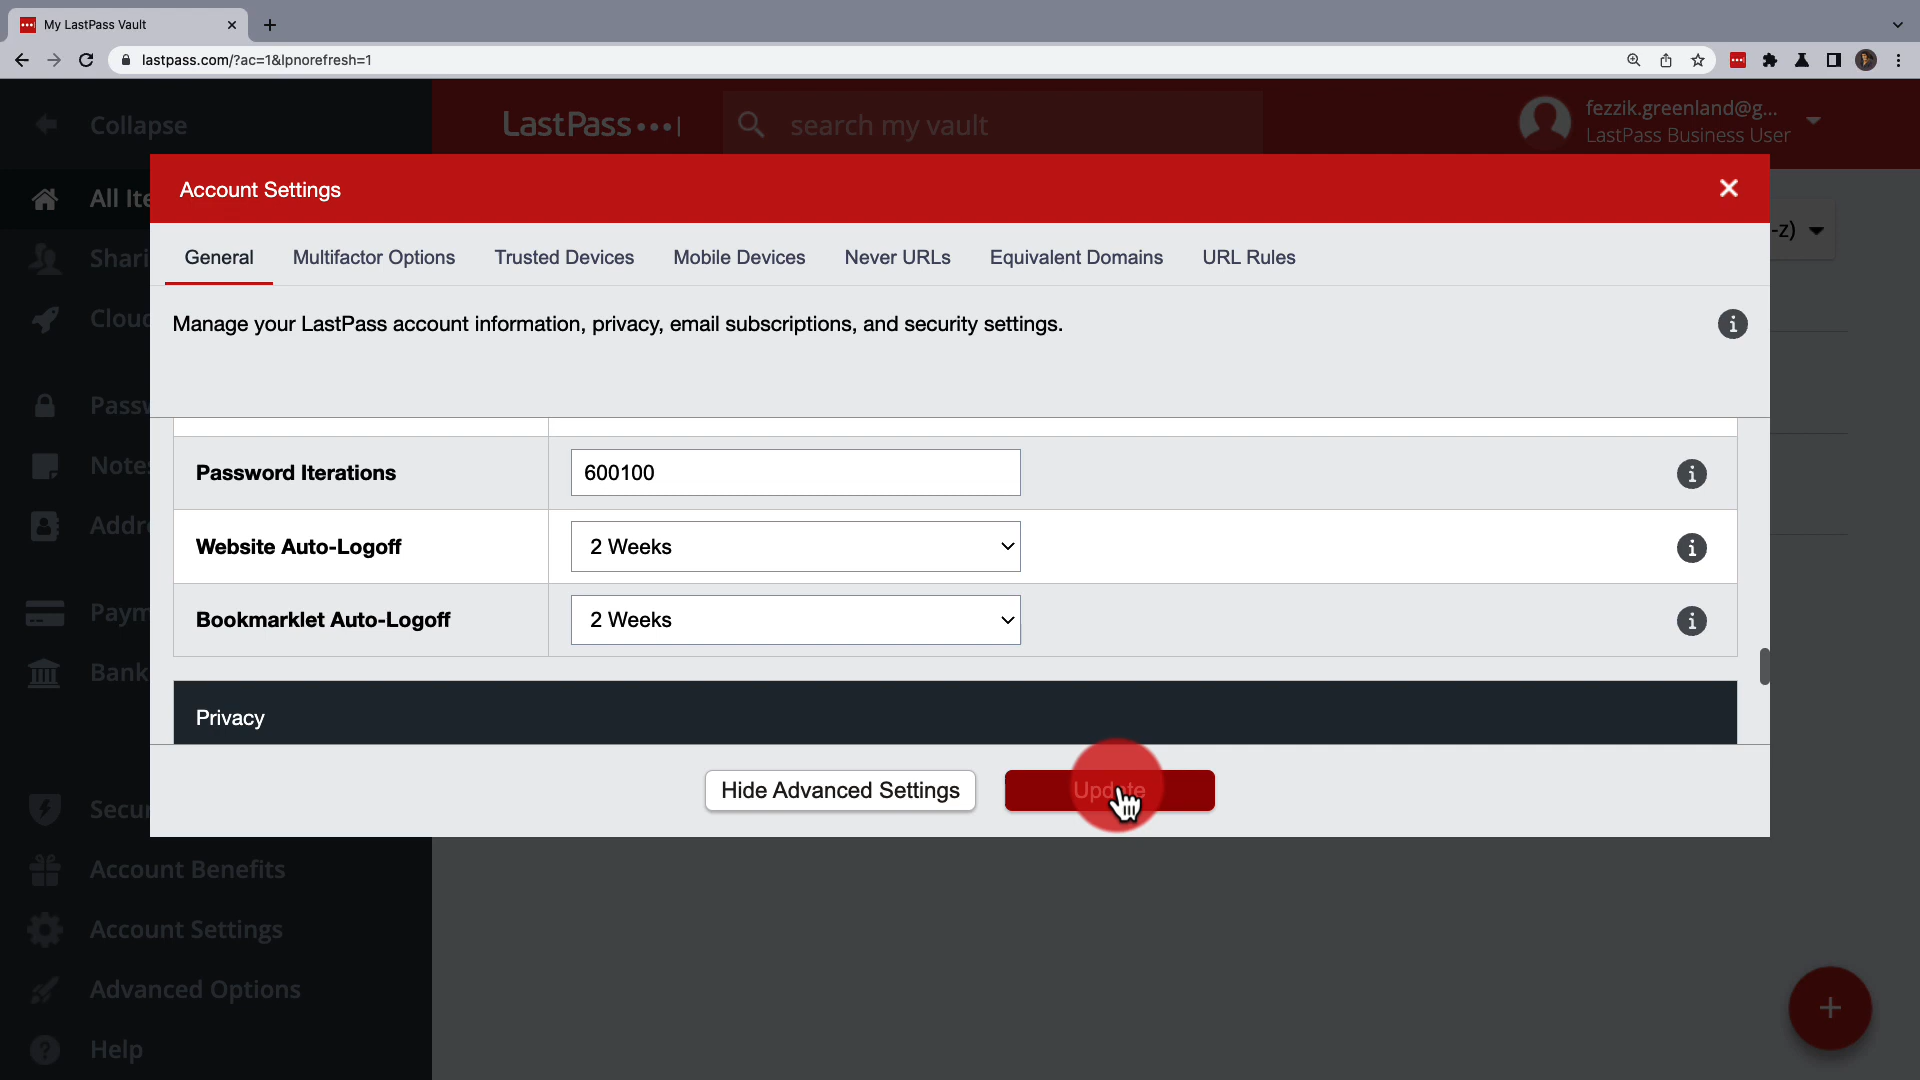 My LastPass Vault
lastpass.com/?ac=1&lpnorefresh=1
Collapse
LastPass
search my vault
fezzik.greenland@g...
LastPass Business User
Account Settings
All Ite
-z)
General Multifactor Options Trusted Devices Mobile Devices Never URLs Equivalent Domains URL Rules
Shari
Manage your LastPass account information, privacy, email subscriptions, and security settings.
Cloud
Passw
Password Iterations 600100
Notes
Website Auto-Logoff 2 Weeks
Addre
Bookmarklet Auto-Logoff 2 Weeks
Paym
Bank
Privacy
Hide Advanced Settings Update
Secur
Account Benefits
Account Settings
Advanced Options
Help